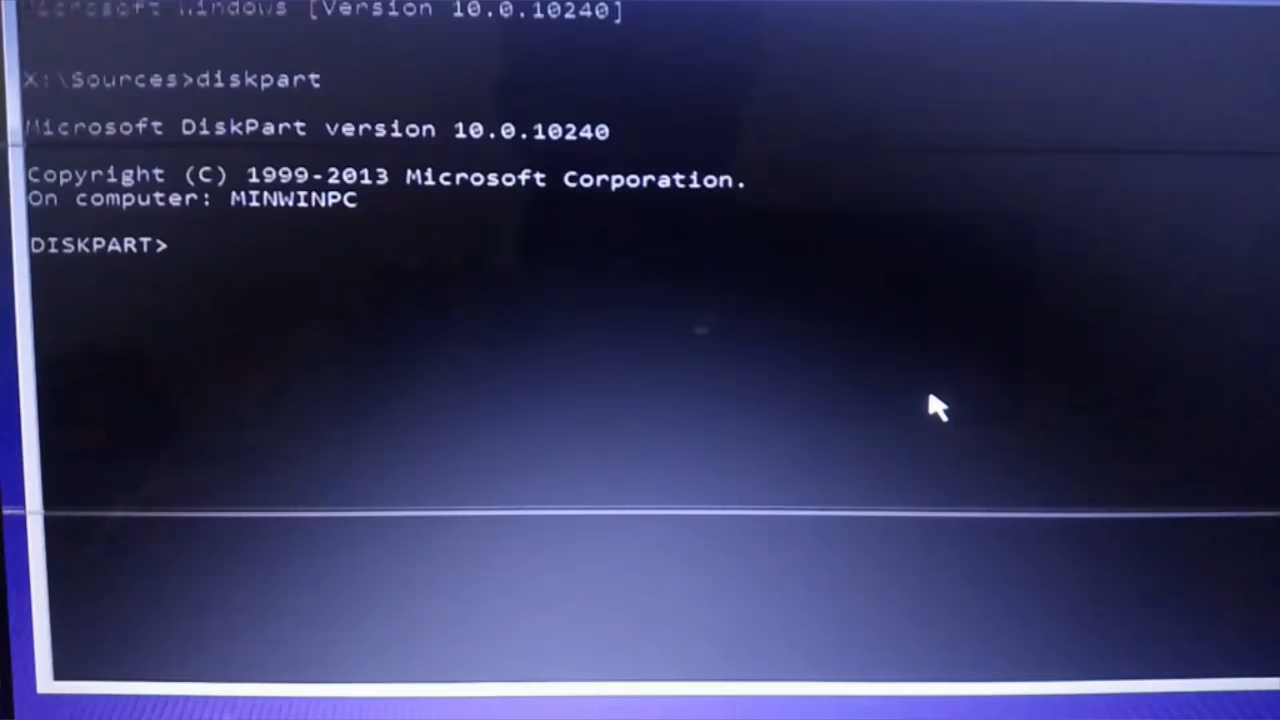 Microsoft Windows [Version 10.0.10240]
X:\Sources>diskpart
Microsoft DiskPart version 10.0.10240
Copyright (C) 1999-2013 Microsoft Corporation.
On computer: MINWINPC
DISKPART>